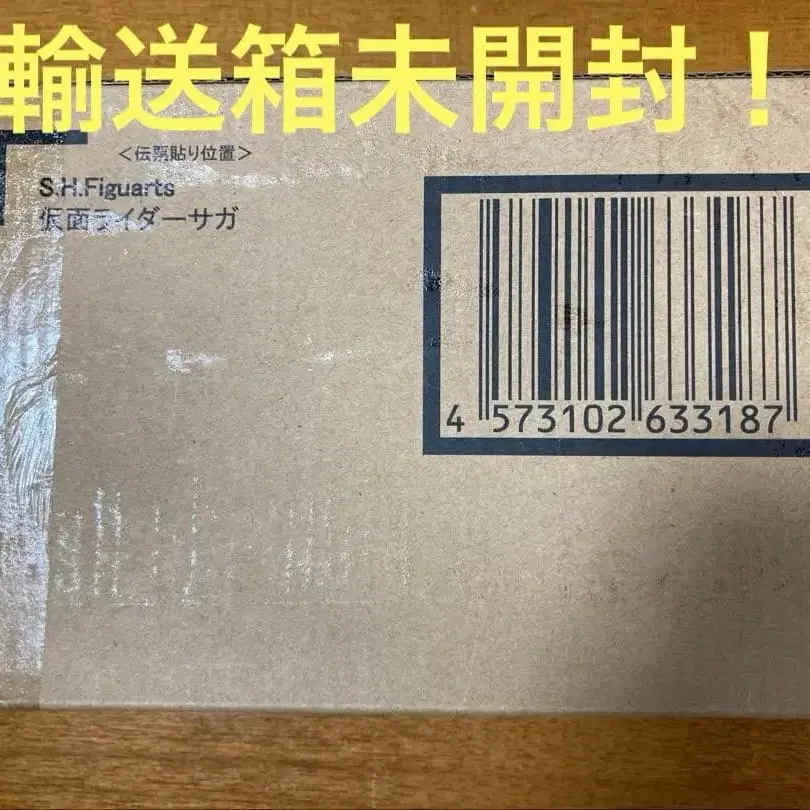 輸送箱未開封！
＜伝票貼り位置＞
S.H.Figuarts
仮面ライダーサガ
4 573102 633187